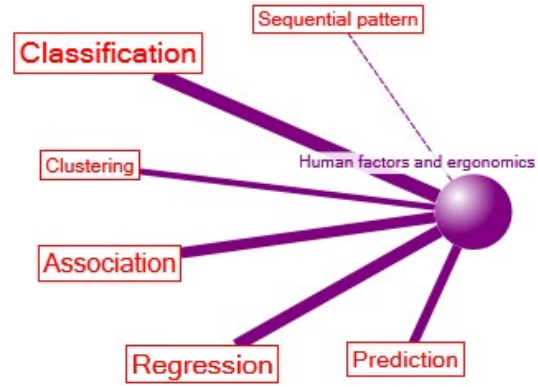 Sequential pattern
Classification
Human factors and ergonomics
Clustering
Association
Regression
Prediction